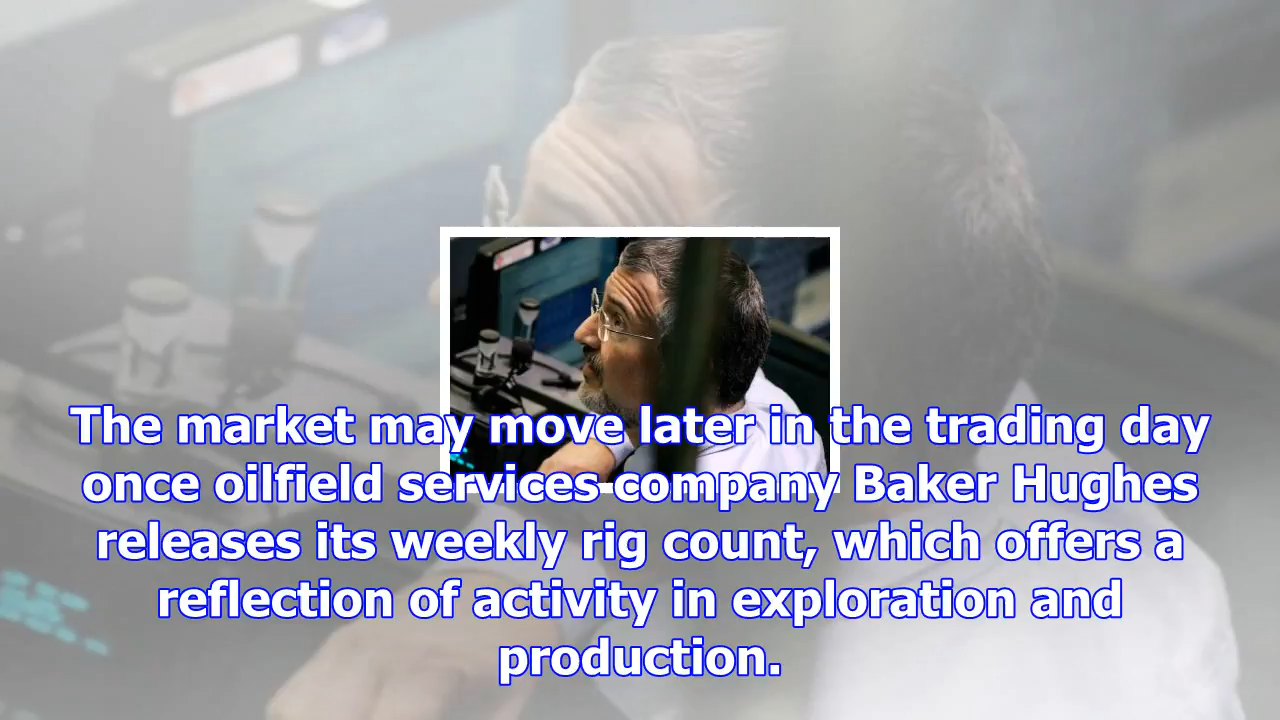 The market may move later in the trading day
once oilfield services company Baker Hughes
releases its weekly rig count, which offers a
reflection of activity in exploration and
production.